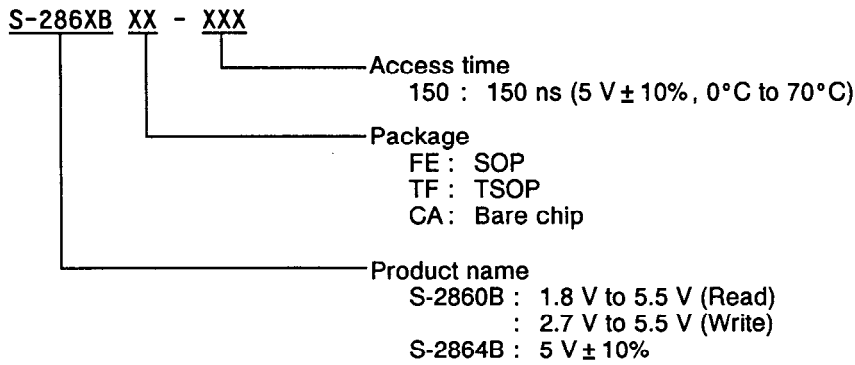 S-286XB XX - XXX
Access time
150 : 150 ns (5 V ± 10%, 0°C to 70°C)
Package
FE : SOP
TF : TSOP
CA : Bare chip
Product name
S-2860B : 1.8 V to 5.5 V (Read)
: 2.7 V to 5.5 V (Write)
S-2864B : 5 V ± 10%